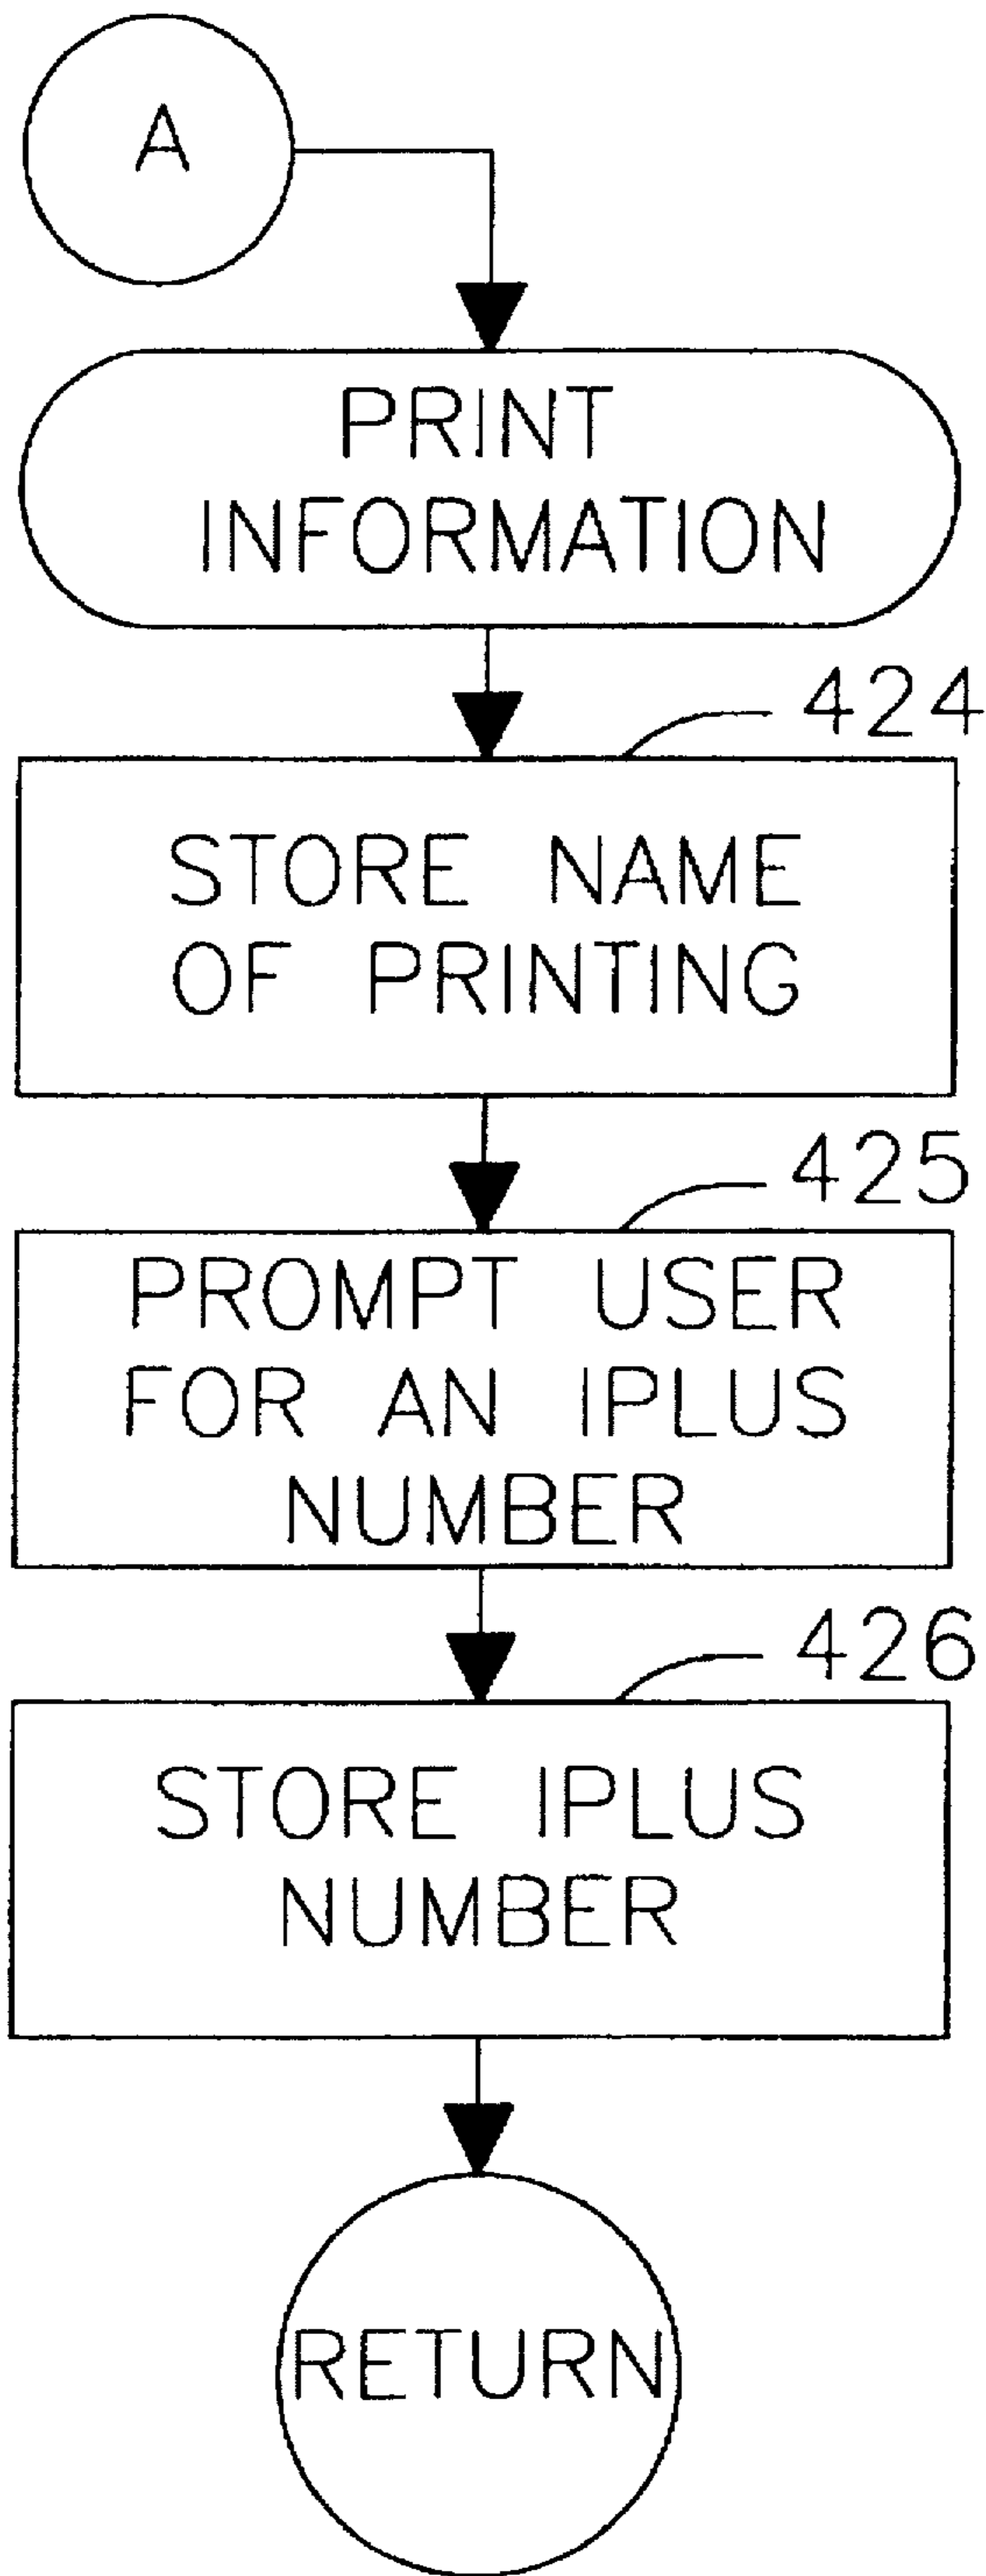 A
PRINT
INFORMATION
424
STORE NAME
OF PRINTING
425
PROMPT USER
FOR AN IPLUS
NUMBER
426
STORE IPLUS
NUMBER
RETURN